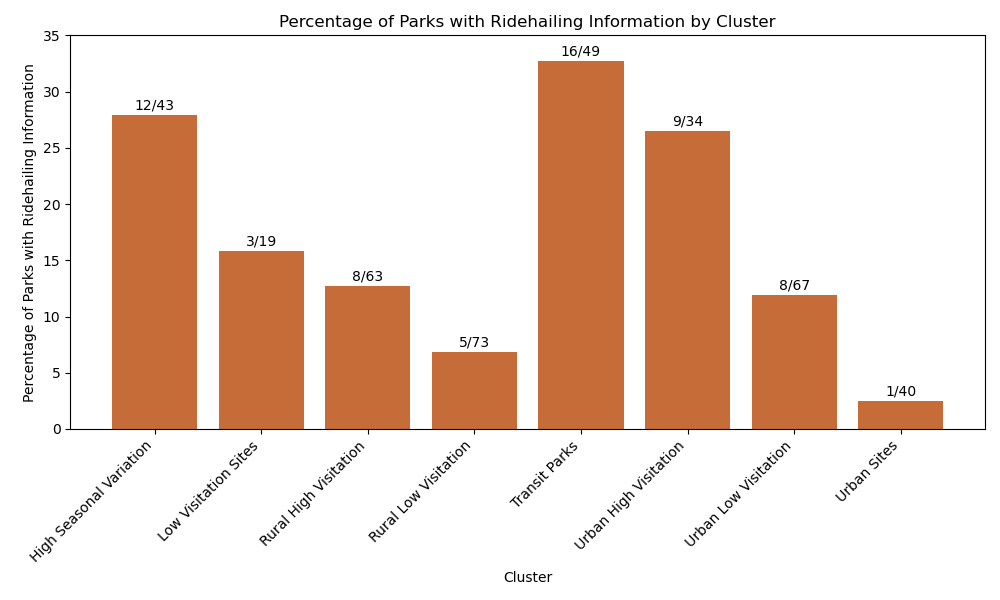 Percentage of Parks with Ridehailing Information by Cluster
Percentage of Parks with Ridehailing Information
35
30
25
20
15
10
5
0
12/43
3/19
8/63
5/73
16/49
9/34
8/67
1/40
High Seasonal Variation
Low Visitation Sites
Rural High Visitation
Rural Low Visitation
Transit Parks
Urban High Visitation
Urban Low Visitation
Urban Sites
Cluster